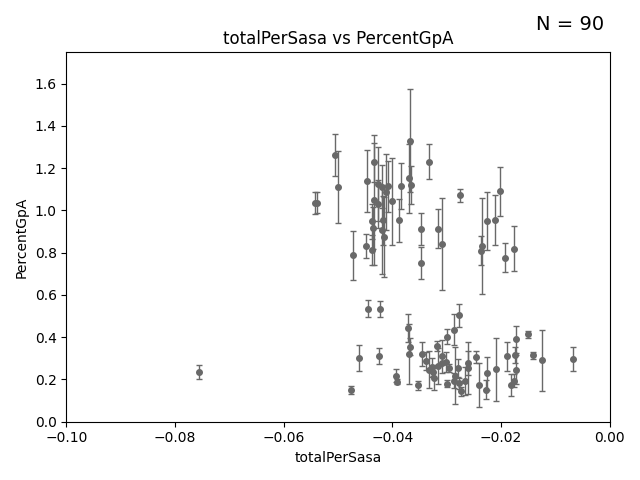 N = 90
totalPerSasa vs PercentGpA
1.6
1.4
1.2
1.0
0.8
0.6
0.4
0.2
0.0
PercentGpA
−0.10 −0.08 −0.06 −0.04 −0.02 0.00
totalPerSasa